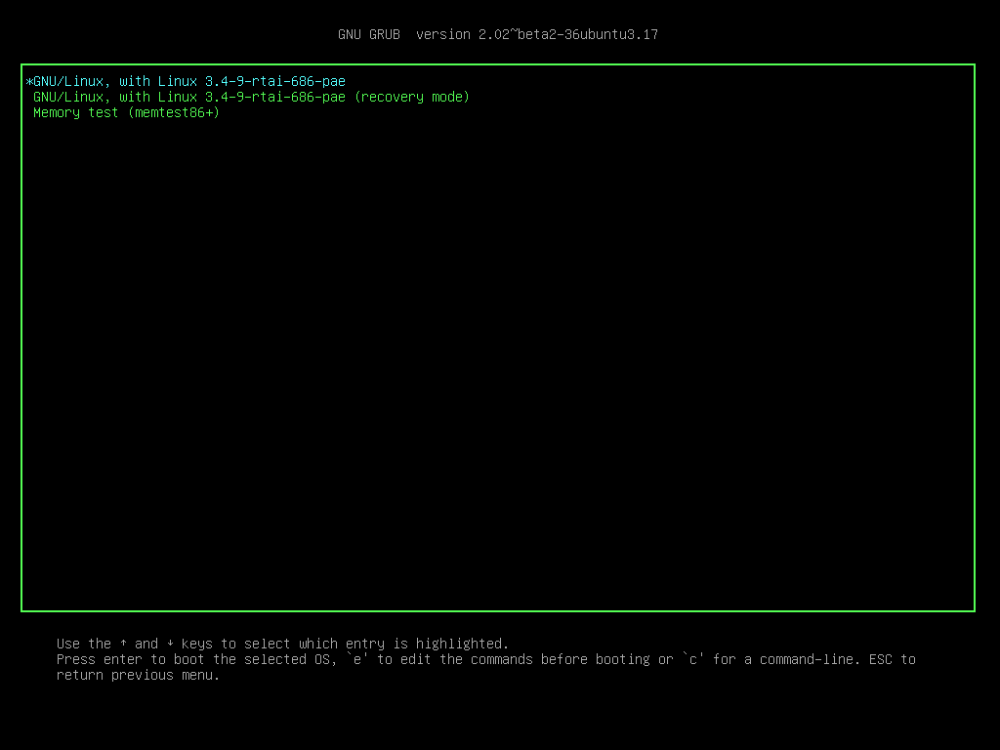 GNU GRUB  version 2.02~beta2-36ubuntu3.17
*GNU/Linux, with Linux 3.4-9-rtai-686-pae
GNU/Linux, with Linux 3.4-9-rtai-686-pae (recovery mode)
Memory test (memtest86+)
Use the ↑ and ↓ keys to select which entry is highlighted.
Press enter to boot the selected OS, `e' to edit the commands before booting or `c' for a command-line. ESC to
return previous menu.